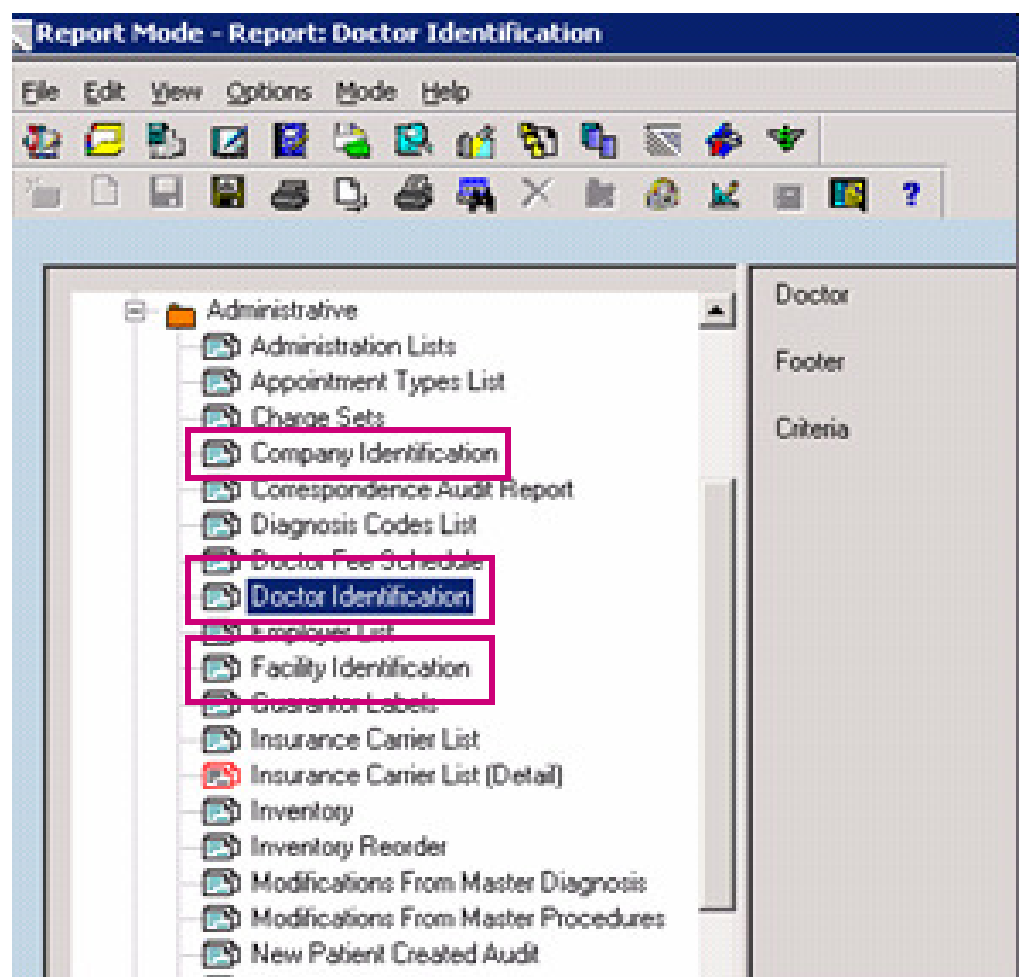 Report Mode - Report: Doctor Identification
File Edit View Options Mode Help
?
Administrative
Administration Lists
Appointment Types List
Charge Sets
Company Identification
Correspondence Audit Report
Diagnosis Codes List
Doctor Fee Schedule
Doctor Identification
Employer List
Facility Identification
Guarantor Labels
Insurance Carrier List
Insurance Carrier List (Detail)
Inventory
Inventory Reorder
Modifications From Master Diagnosis
Modifications From Master Procedures
New Patient Created Audit
Doctor
Footer
Criteria